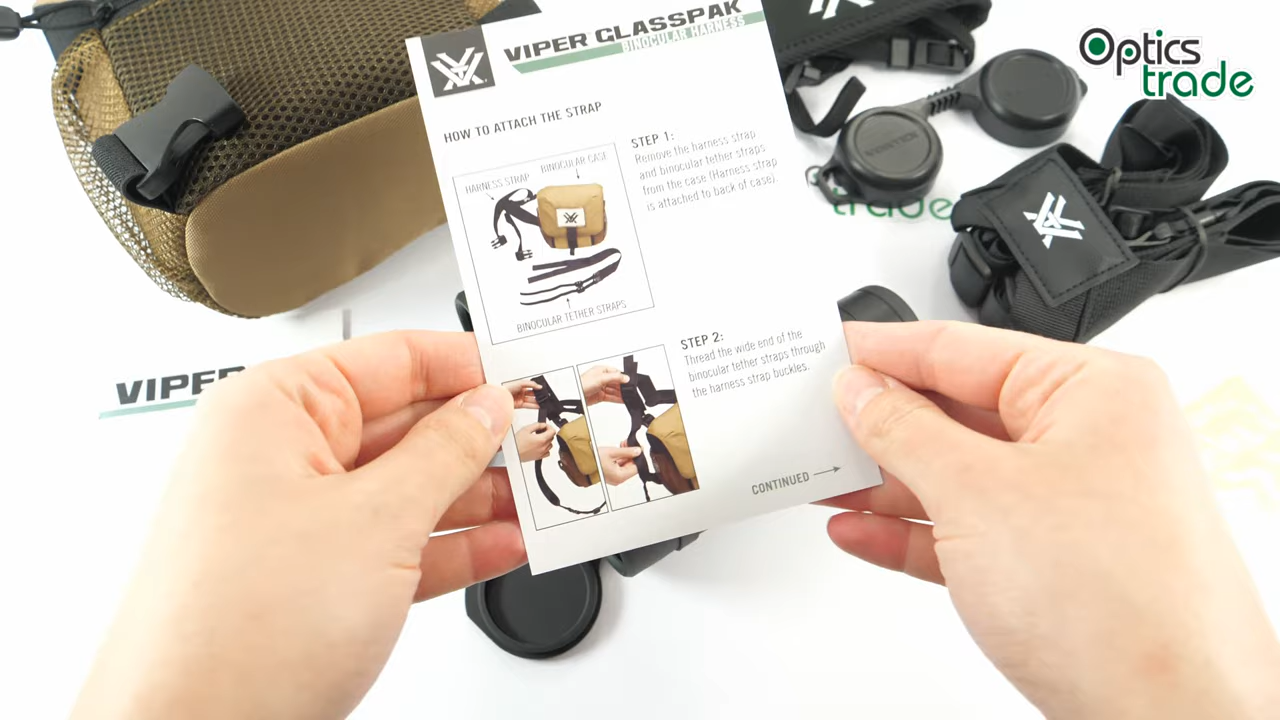 Optics
trade
VIPER GLASSPAK
BINOCULAR HARNESS
HOW TO ATTACH THE STRAP
HARNESS STRAP
BINOCULAR CASE
BINOCULAR TETHER STRAPS
STEP 1:
Remove the harness strap
and binocular tether straps
from the case (Harness strap
is attached to back of case).
STEP 2:
Thread the wide end of the
binocular tether straps through
the harness strap buckles.
CONTINUED
VIPER
trade